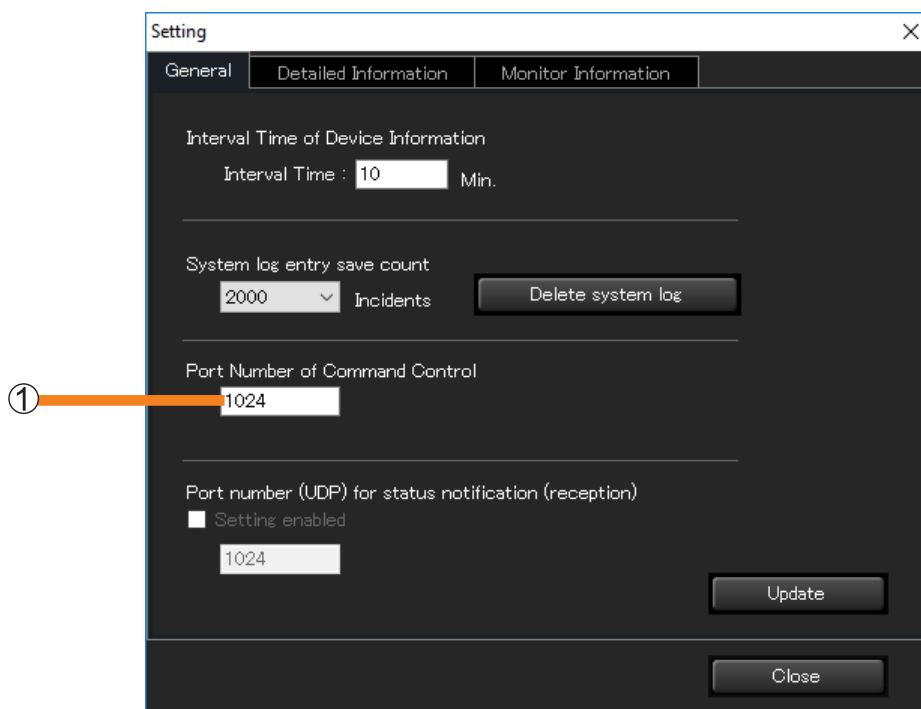 Setting
General Detailed Information Monitor Information
Interval Time of Device Information
Interval Time : 10 Min.
System log entry save count
2000 Incidents Delete system log
Port Number of Command Control
① 1024
Port number (UDP) for status notification (reception)
Setting enabled
1024
Update
Close